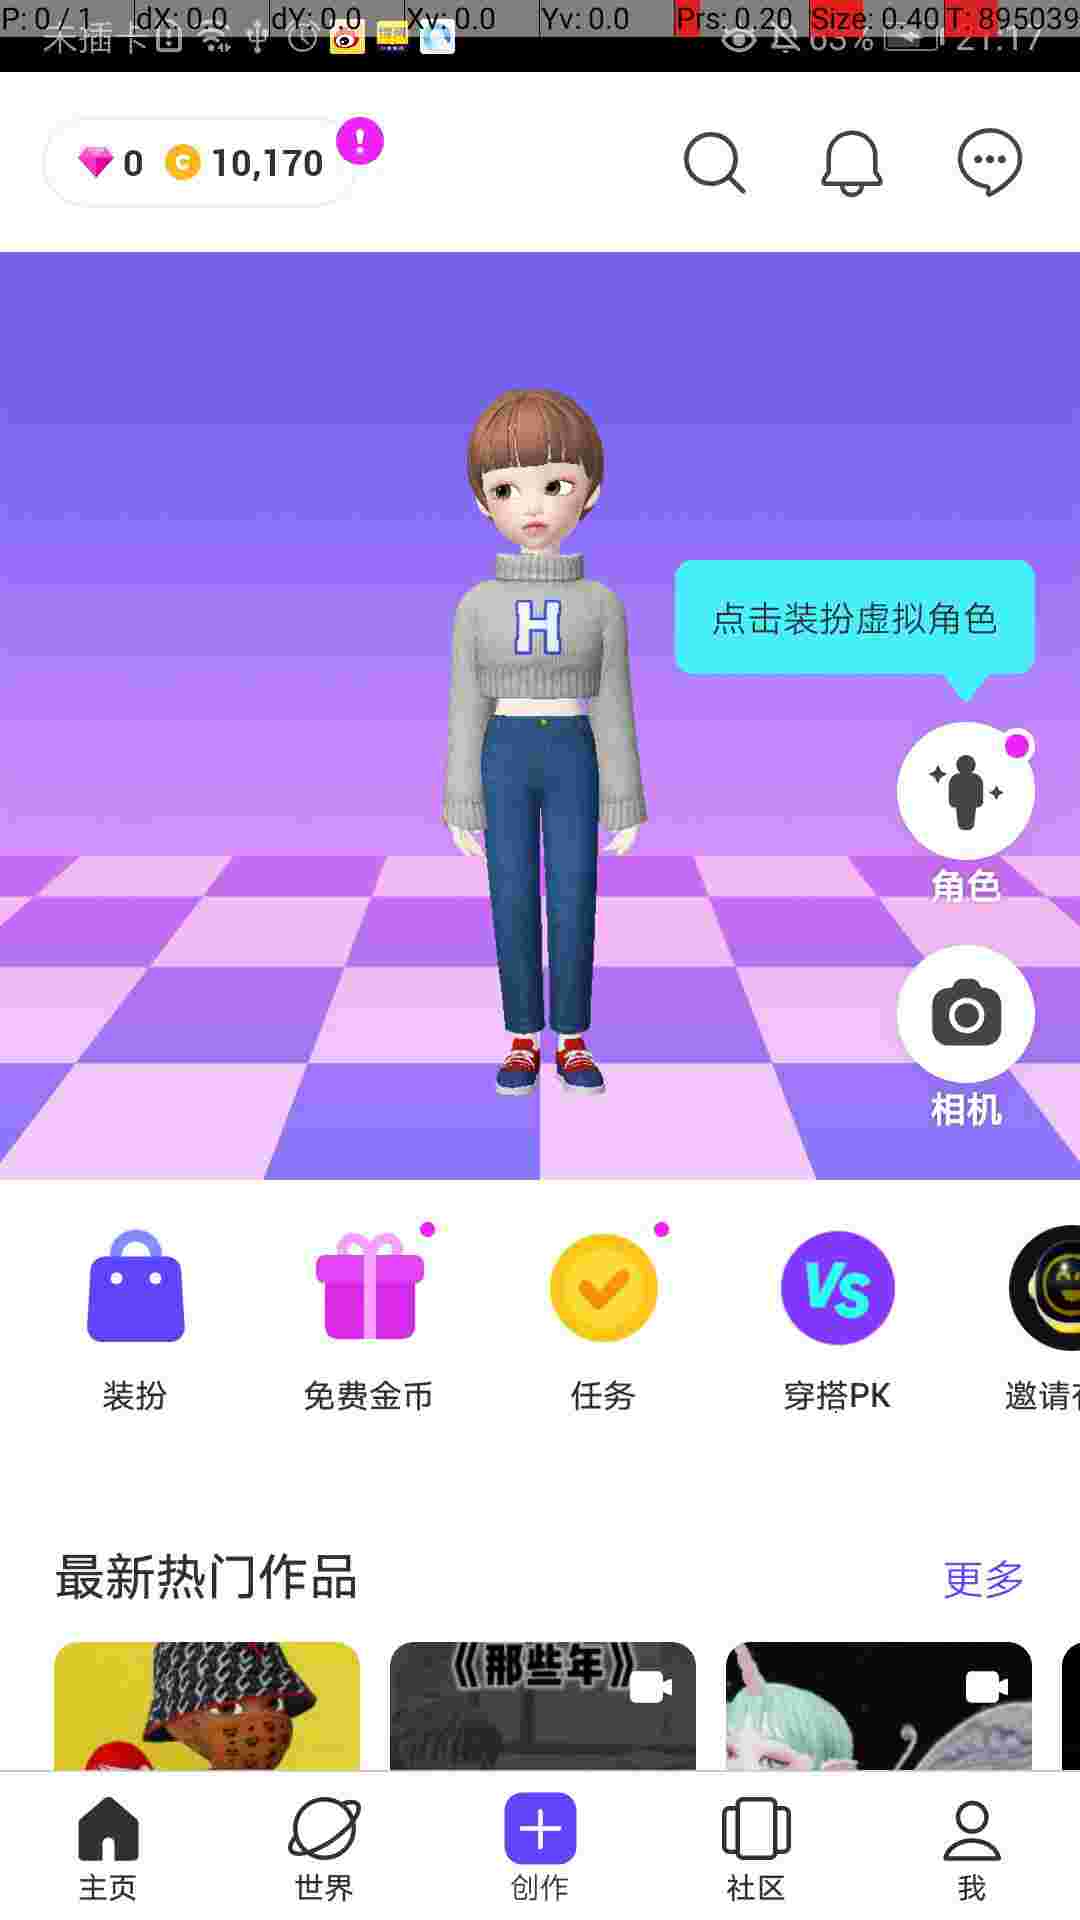 P: 0 / 1 dX: 0.0 dY: 0.0 Xv: 0.0 Yv: 0.0 Prs: 0.20 Size: 0.40 T: 895039
未插卡 63% 21:17
0 C 10,170 !
H
点击装扮虚拟角色
角色
相机
VS
装扮 免费金币 任务 穿搭PK 邀请
最新热门作品 更多
《那些年》
主页 世界 创作 社区 我